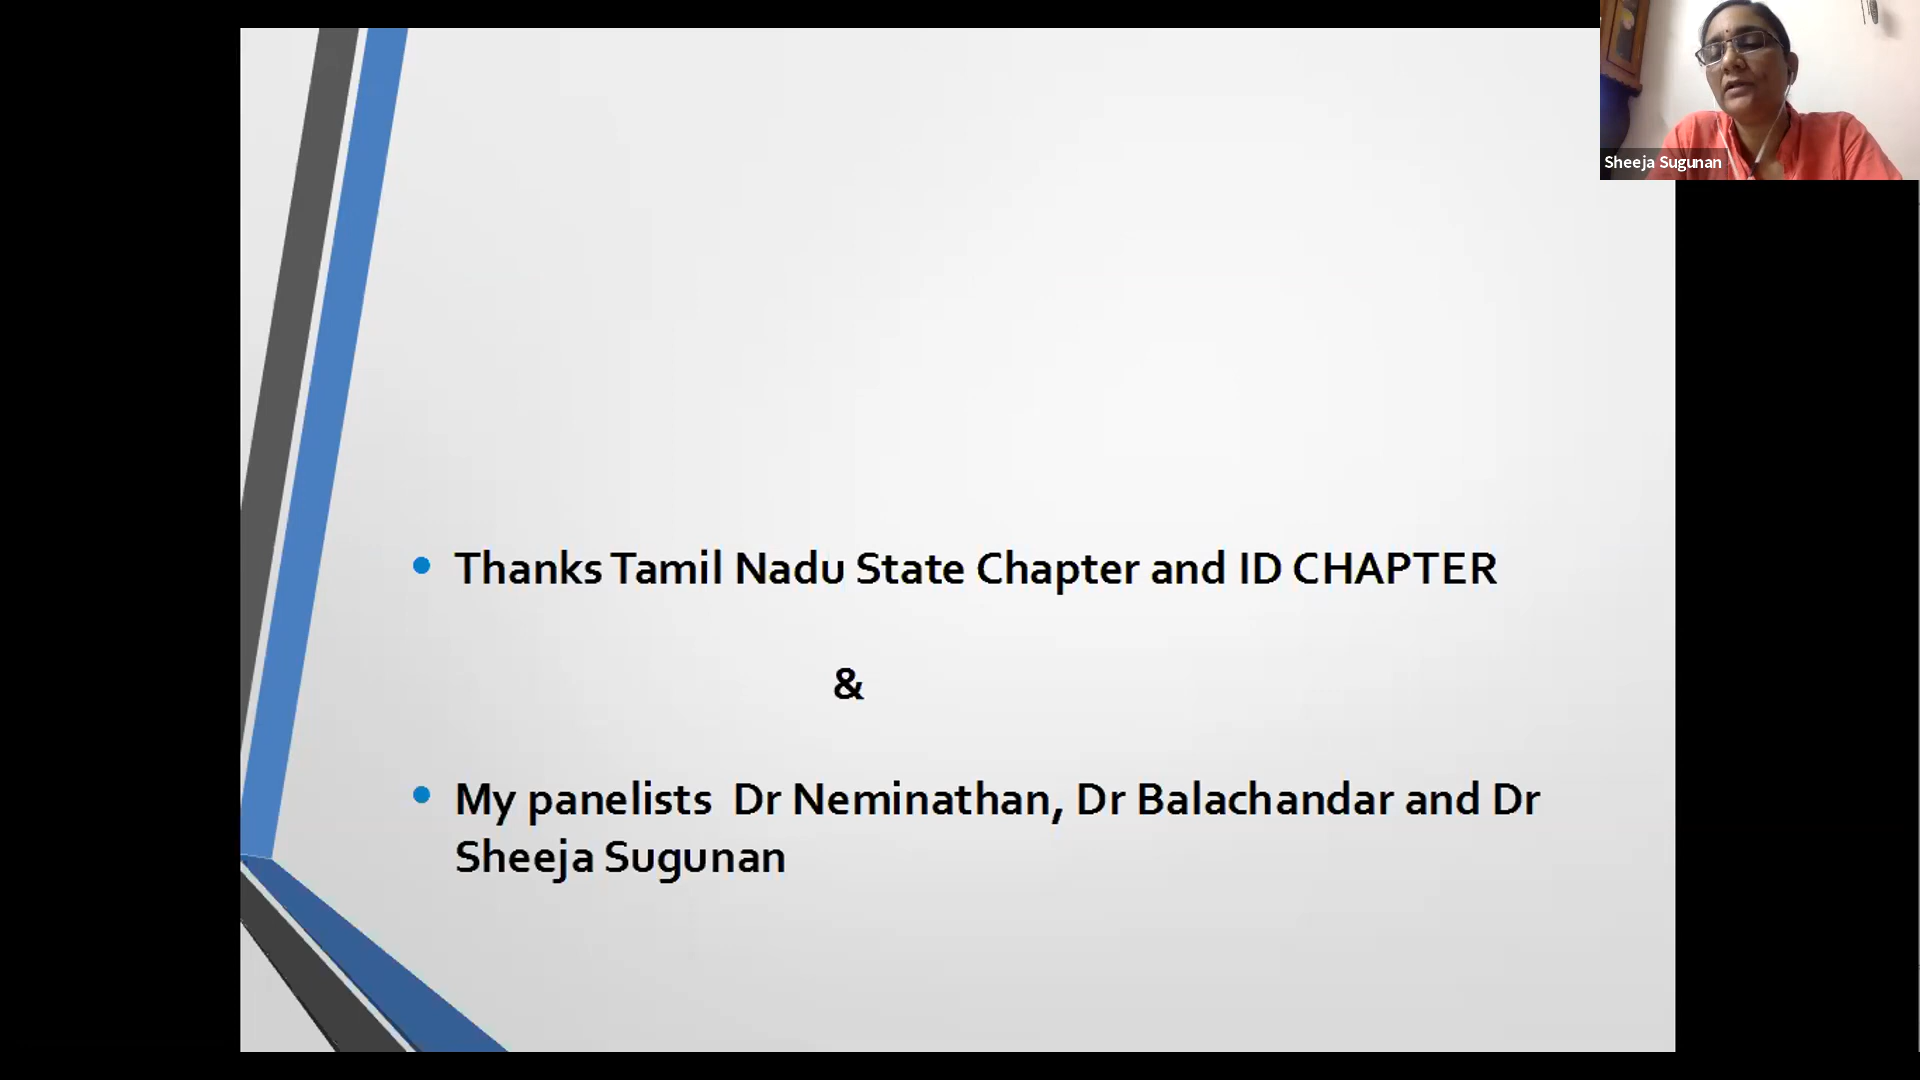 Sheeja Sugunan
• Thanks Tamil Nadu State Chapter and ID CHAPTER
&
• My panelists Dr Neminathan, Dr Balachandar and Dr
Sheeja Sugunan